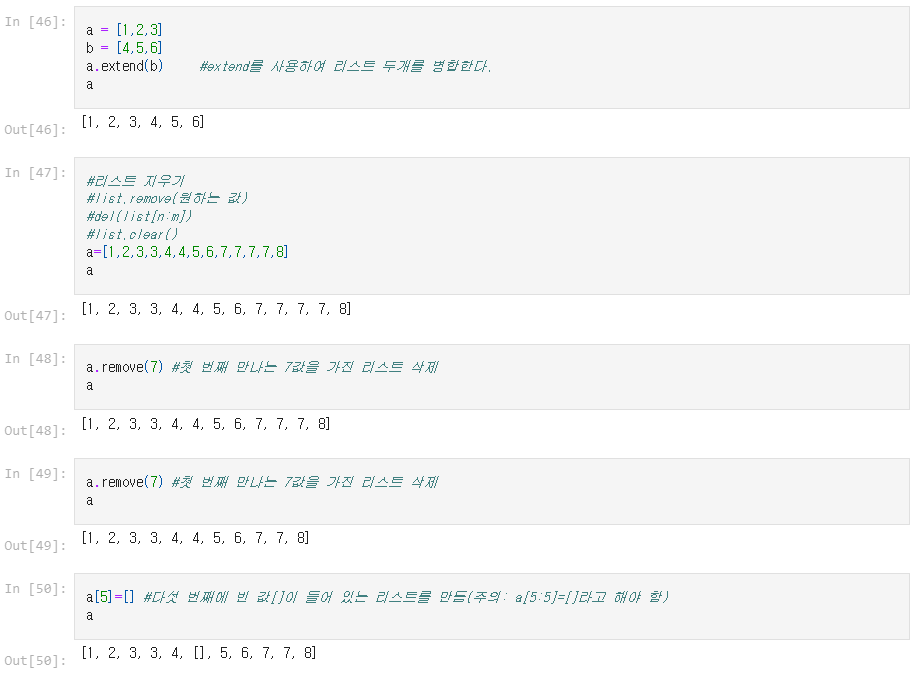 In [46]:
a = [1,2,3]
b = [4,5,6]
a.extend(b) #extend를 사용하여 리스트 두개를 병합한다.
a
Out[46]:
[1, 2, 3, 4, 5, 6]
In [47]:
#리스트 지우기
#list.remove(원하는 값)
#del(list[n:m])
#list.clear()
a=[1,2,3,3,4,4,5,6,7,7,7,7,8]
a
Out[47]:
[1, 2, 3, 3, 4, 4, 5, 6, 7, 7, 7, 7, 8]
In [48]:
a.remove(7) #첫 번째 만나는 7값을 가진 리스트 삭제
a
Out[48]:
[1, 2, 3, 3, 4, 4, 5, 6, 7, 7, 7, 8]
In [49]:
a.remove(7) #첫 번째 만나는 7값을 가진 리스트 삭제
a
Out[49]:
[1, 2, 3, 3, 4, 4, 5, 6, 7, 7, 8]
In [50]:
a[5]=[] #다섯 번째에 빈 값[]이 들어 있는 리스트를 만듬(주의: a[5:5]=[]라고 해야 함)
a
Out[50]:
[1, 2, 3, 3, 4, [], 5, 6, 7, 7, 8]